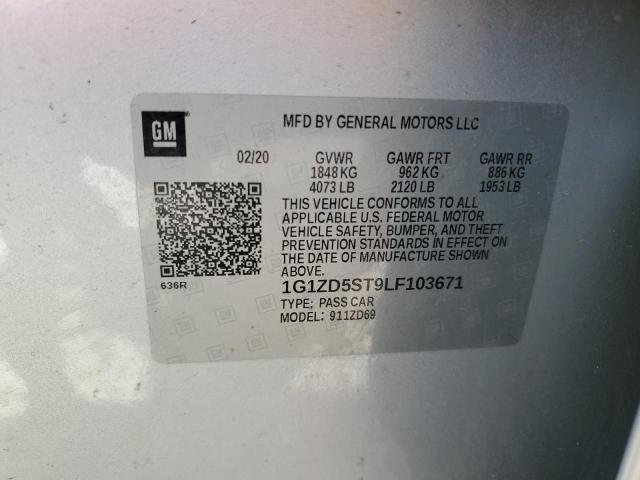 GM
MFD BY GENERAL MOTORS LLC
02/20 GVWR GAWR FRT GAWR RR
1848 KG 962 KG 886 KG
4073 LB 2120 LB 1953 LB
THIS VEHICLE CONFORMS TO ALL
APPLICABLE U.S. FEDERAL MOTOR
VEHICLE SAFETY, BUMPER, AND THEFT
PREVENTION STANDARDS IN EFFECT ON
THE DATE OF MANUFACTURE SHOWN
ABOVE.
636R
1G1ZD5ST9LF103671
TYPE: PASS CAR
MODEL: 911ZD69